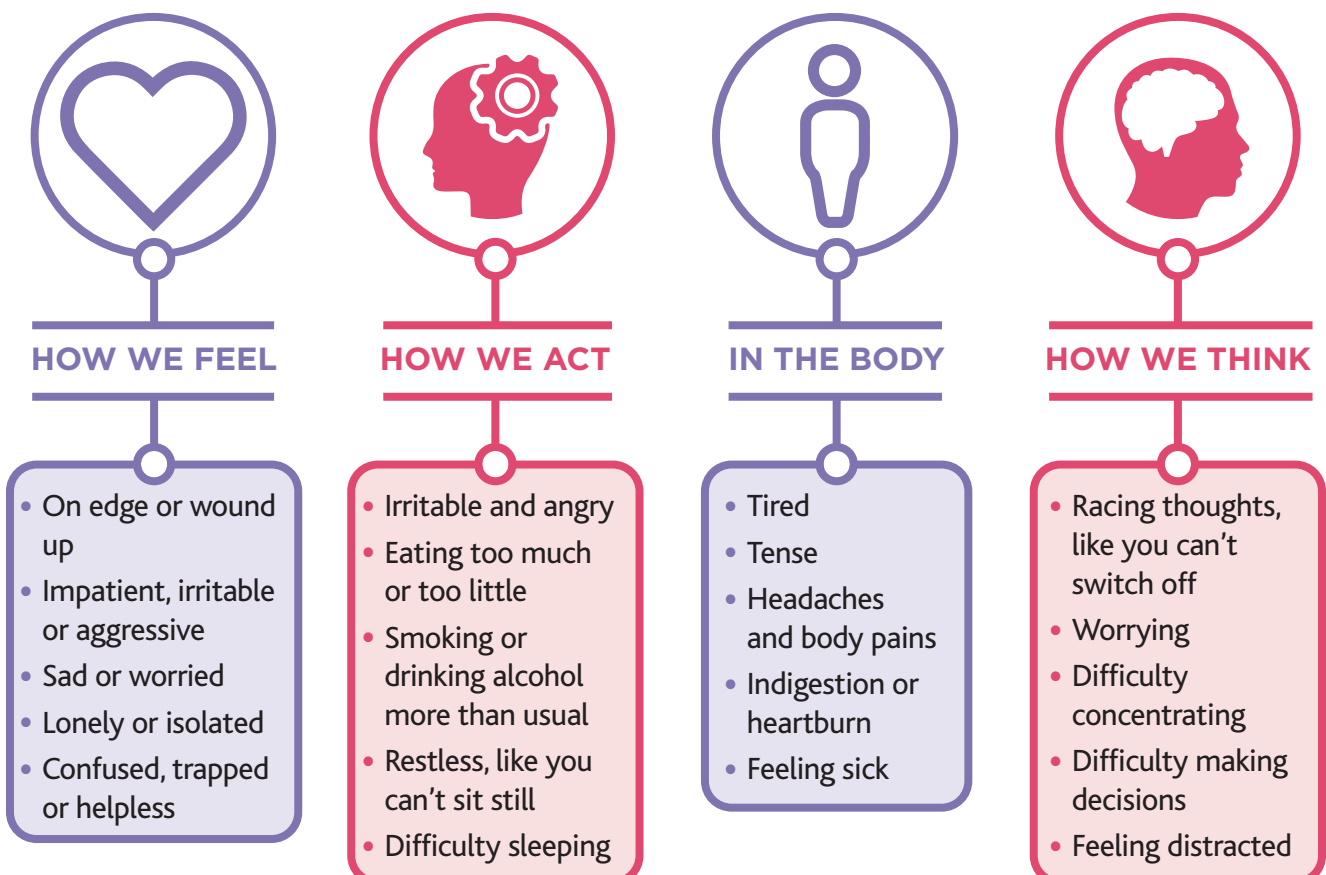 HOW WE FEEL
• On edge or wound
up
• Impatient, irritable
or aggressive
• Sad or worried
• Lonely or isolated
• Confused, trapped
or helpless
HOW WE ACT
• Irritable and angry
• Eating too much
or too little
• Smoking or
drinking alcohol
more than usual
• Restless, like you
can't sit still
• Difficulty sleeping
IN THE BODY
• Tired
• Tense
• Headaches
and body pains
• Indigestion or
heartburn
• Feeling sick
HOW WE THINK
• Racing thoughts,
like you can't
switch off
• Worrying
• Difficulty
concentrating
• Difficulty making
decisions
• Feeling distracted